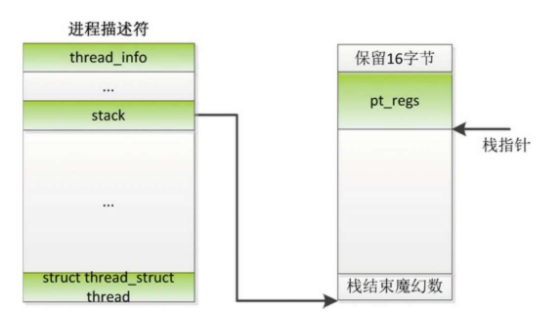 进程描述符
thread_info
...
stack
...
struct thread_struct
thread
保留16字节
pt_regs
栈指针
栈结束魔幻数